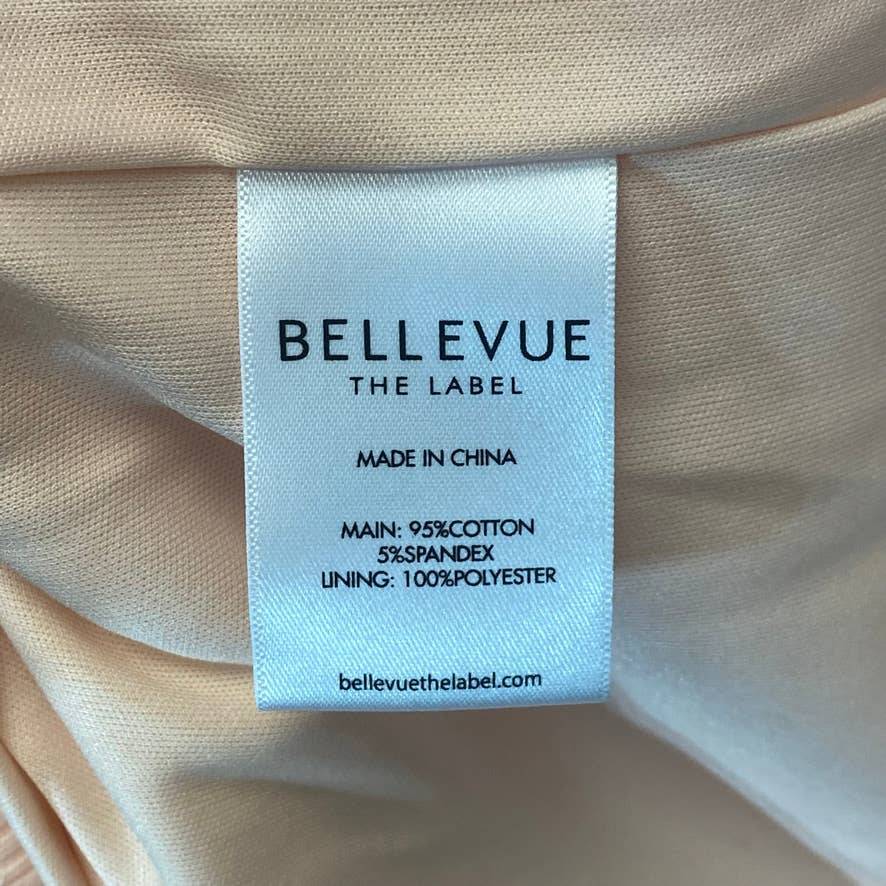 BELLEVUE
THE LABEL
MADE IN CHINA
MAIN: 95%COTTON
5%SPANDEX
LINING: 100%POLYESTER
bellevuethelabel.com